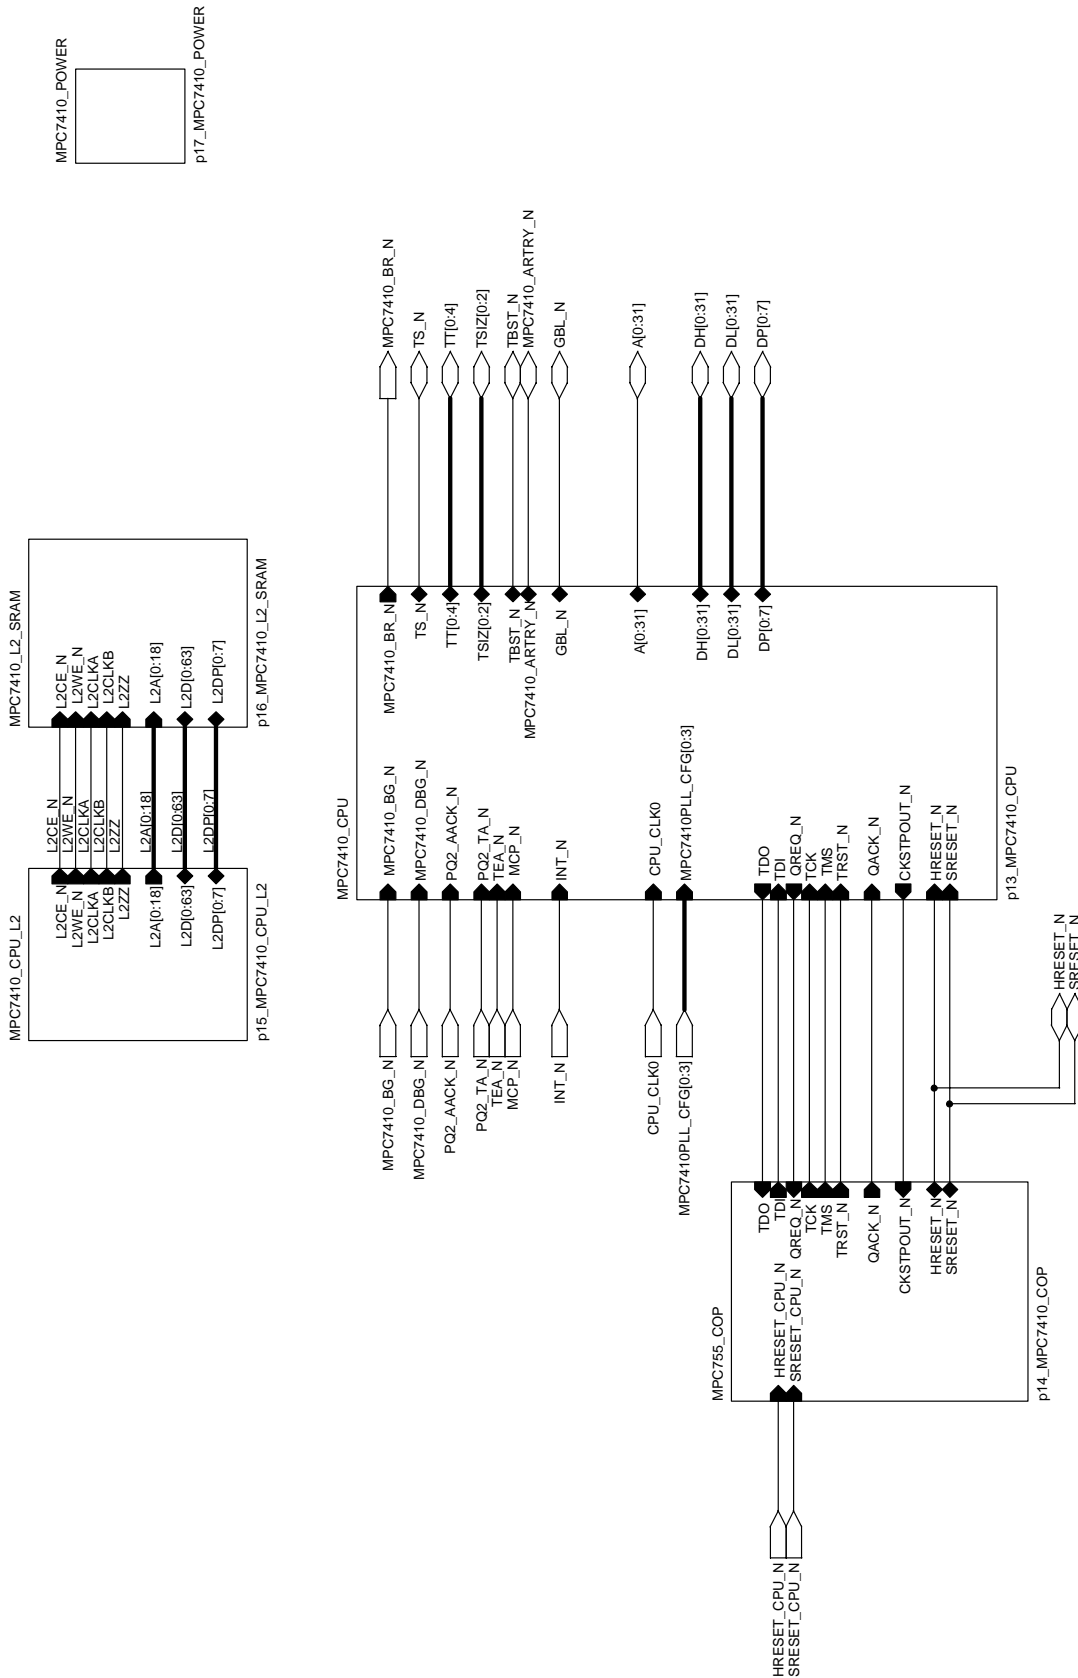 MPC7410_CPU_L2
L2CE_N
L2WE_N
L2CLKA
L2CLKB
L2ZZ
L2A[0:18]
L2D[0:63]
L2DP[0:7]
p15_MPC7410_CPU_L2
L2CE_N
L2WE_N
L2CLKA
L2CLKB
L2ZZ
L2A[0:18]
L2D[0:63]
L2DP[0:7]
MPC7410_L2_SRAM
L2CE_N
L2WE_N
L2CLKA
L2CLKB
L2ZZ
L2A[0:18]
L2D[0:63]
L2DP[0:7]
p16_MPC7410_L2_SRAM
MPC7410_POWER
p17_MPC7410_POWER
MPC7410_BG_N
MPC7410_DBG_N
PQ2_AACK_N
PQ2_TA_N
TEA_N
MCP_N
INT_N
CPU_CLK0
MPC7410PLL_CFG[0:3]
MPC7410_CPU
MPC7410_BG_N
MPC7410_DBG_N
PQ2_AACK_N
PQ2_TA_N
TEA_N
MCP_N
INT_N
CPU_CLK0
MPC7410PLL_CFG[0:3]
TDO
TDI
QREQ_N
TCK
TMS
TRST_N
QACK_N
CKSTPOUT_N
HRESET_N
SRESET_N
MPC7410_BR_N
TS_N
TT[0:4]
TSIZ[0:2]
TBST_N
MPC7410_ARTRY_N
GBL_N
A[0:31]
DH[0:31]
DL[0:31]
DP[0:7]
p13_MPC7410_CPU
MPC7410_BR_N
TS_N
TT[0:4]
TSIZ[0:2]
TBST_N
MPC7410_ARTRY_N
GBL_N
A[0:31]
DH[0:31]
DL[0:31]
DP[0:7]
HRESET_CPU_N
SRESET_CPU_N
MPC755_COP
HRESET_CPU_N
SRESET_CPU_N
TDO
TDI
QREQ_N
TCK
TMS
TRST_N
QACK_N
CKSTPOUT_N
HRESET_N
SRESET_N
p14_MPC7410_COP
HRESET_N
SRESET_N